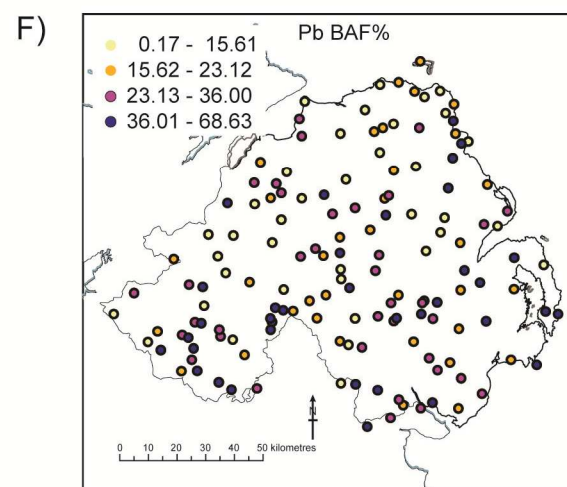 F)
Pb BAF%
0.17 - 15.61
15.62 - 23.12
23.13 - 36.00
36.01 - 68.63
N
0 10 20 30 40 50 kilometres